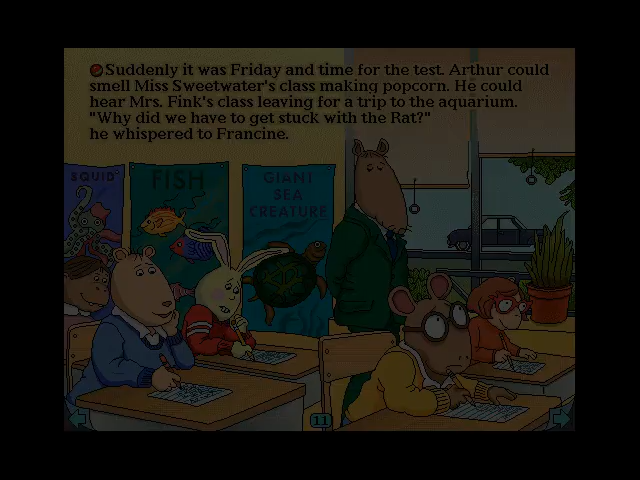 Suddenly it was Friday and time for the test. Arthur could
smell Miss Sweetwater's class making popcorn. He could
hear Mrs. Fink's class leaving for a trip to the aquarium.
"Why did we have to get stuck with the Rat?"
he whispered to Francine.
SQUID
FISH
GIANT
SEA
CREATURE
11